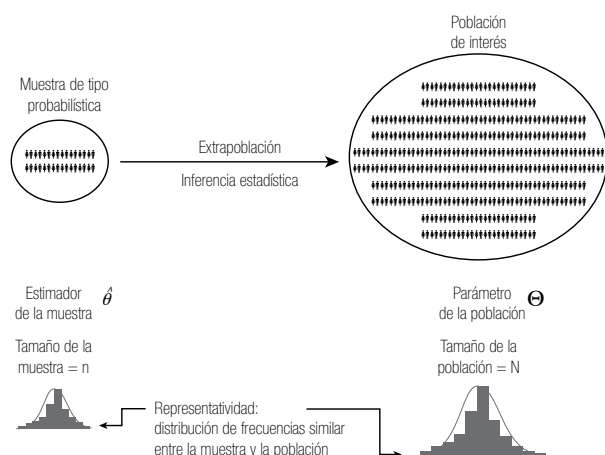 Población
de interés
Muestra de tipo
probabilística
Extrapoblación
Inferencia estadística
Estimador
de la muestra θ̂
Parámetro
de la población Θ
Tamaño de la
muestra = n
Tamaño de la
población = N
Representatividad:
distribución de frecuencias similar
entre la muestra y la población